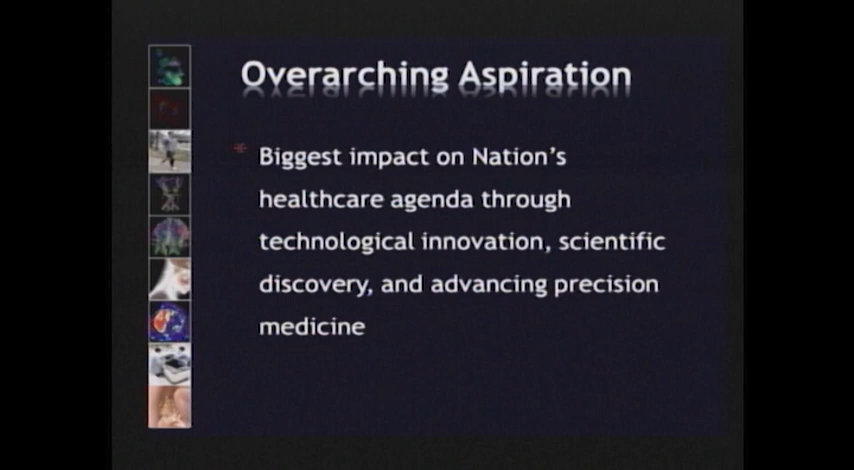 Overarching Aspiration
* Biggest impact on Nation's
healthcare agenda through
technological innovation, scientific
discovery, and advancing precision
medicine